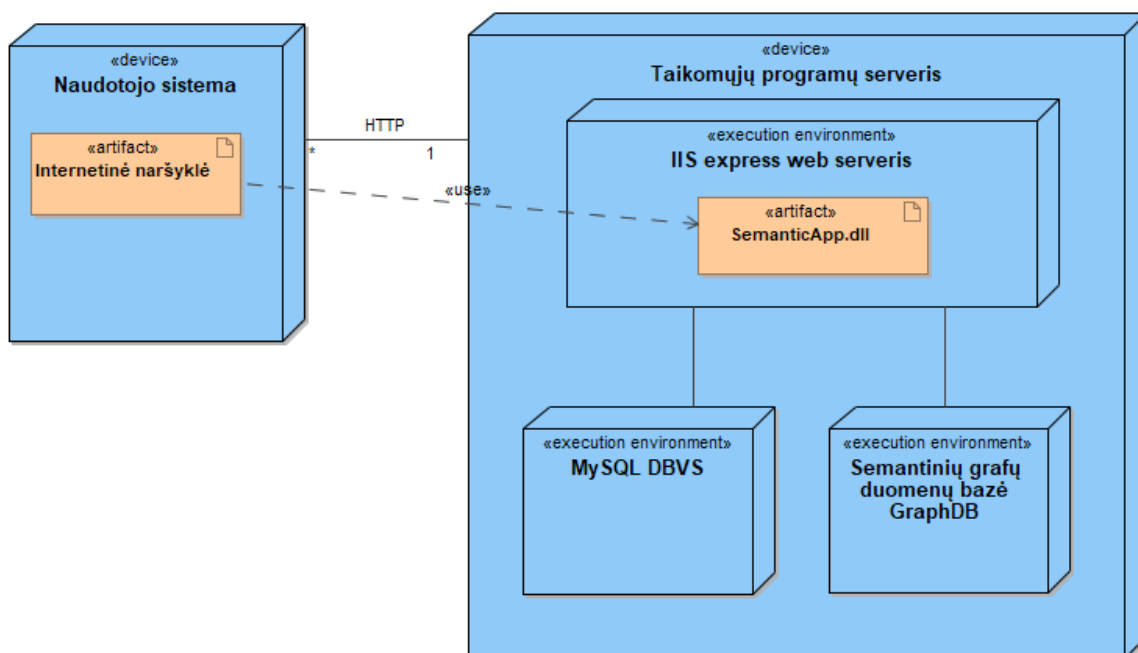 «device»
Naudotojo sistema
«artifact»
Internetinė naršyklė
HTTP
*
1
«use»
«device»
Taikomųjų programų serveris
«execution environment»
IIS express web serveris
«artifact»
SemanticApp.dll
«execution environment»
MySQL DBVS
«execution environment»
Semantinių grafų
duomenų bazė
GraphDB